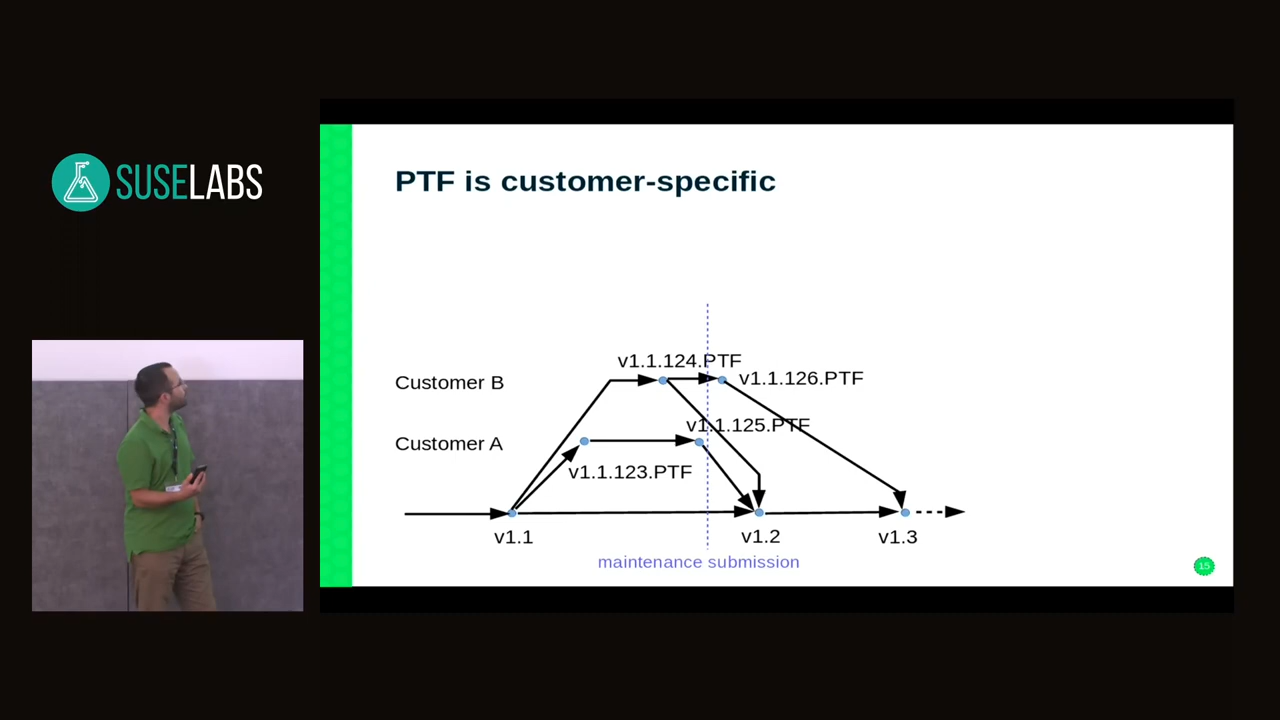 SUSELABS
PTF is customer-specific
v1.1.124.PTF
Customer B
v1.1.126.PTF
v1.1.125.PTF
Customer A
v1.1.123.PTF
v1.1
v1.2
v1.3
maintenance submission
15